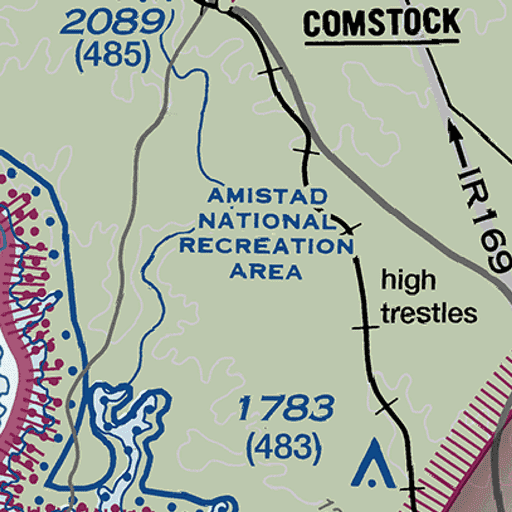 COMSTOCK
2089
(485)
IR169
AMISTAD
NATIONAL
RECREATION
AREA
high
trestles
1783
(483)